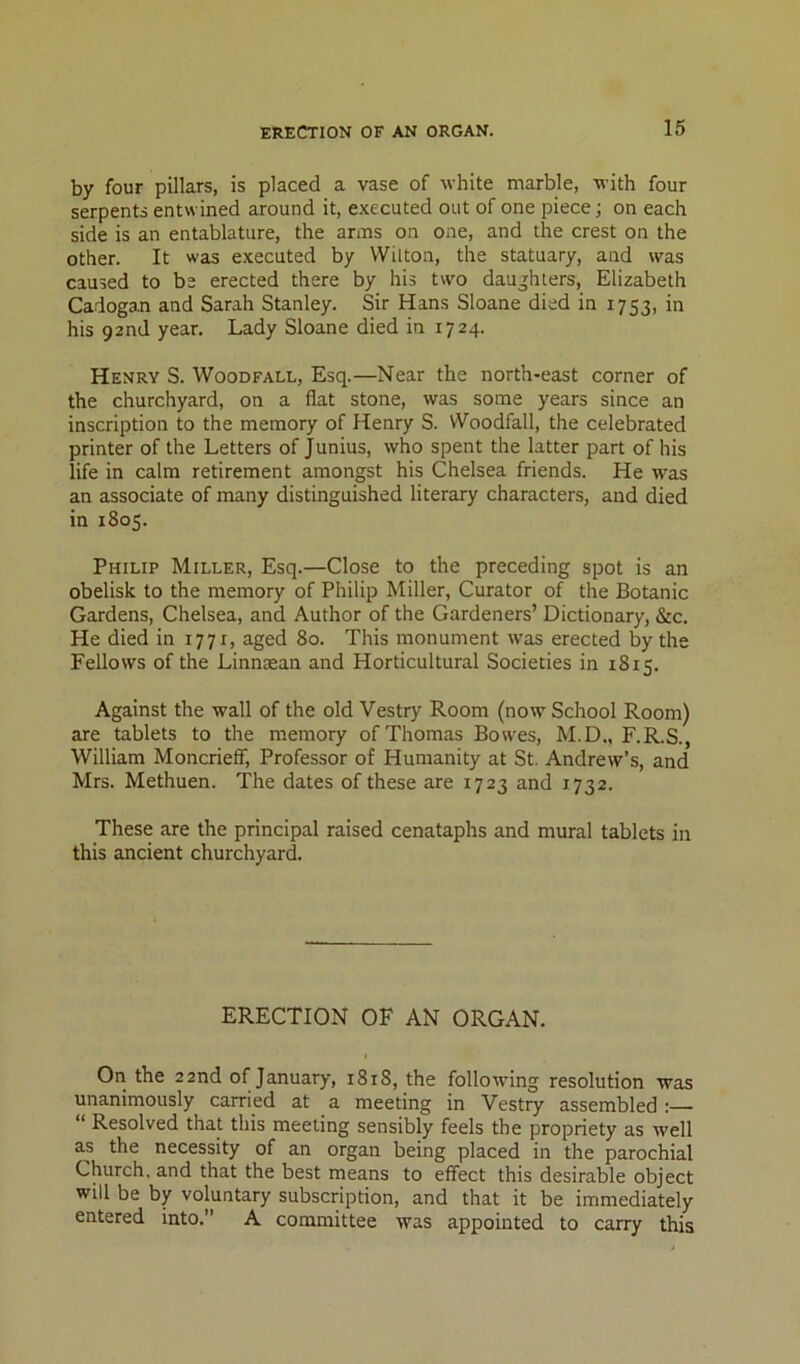 ERECTION OF AN ORGAN. 15
by four pillars, is placed a vase of white marble, with four
serpents entwined around it, executed out of one piece; on each
side is an entablature, the arms on one, and the crest on the
other. It was executed by Wilton, the statuary, and was
caused to be erected there by his two daughters, Elizabeth
Cadogan and Sarah Stanley. Sir Hans Sloane died in 1753, in
his 92nd year. Lady Sloane died in 1724.
HENRY S. WOODFALL, Esq.—Near the north-east corner of
the churchyard, on a flat stone, was some years since an
inscription to the memory of Henry S. Woodfall, the celebrated
printer of the Letters of Junius, who spent the latter part of his
life in calm retirement amongst his Chelsea friends. He was
an associate of many distinguished literary characters, and died
in 1805.
PHILIP MILLER, Esq.—Close to the preceding spot is an
obelisk to the memory of Philip Miller, Curator of the Botanic
Gardens, Chelsea, and Author of the Gardeners' Dictionary, &c.
He died in 1771, aged 80. This monument was erected by the
Fellows of the Linnæan and Horticultural Societies in 1815.
Against the wall of the old Vestry Room (now School Room)
are tablets to the memory of Thomas Bowes, M.D., F.R.S.,
William Moncrieff, Professor of Humanity at St. Andrew's, and
Mrs. Methuen. The dates of these are 1723 and 1732.
These are the principal raised cenataphs and mural tablets in
this ancient churchyard.
ERECTION OF AN ORGAN.
On the 22nd of January, 1818, the following resolution was
unanimously carried at a meeting in Vestry assembled :—
“ Resolved that this meeting sensibly feels the propriety as well
as the necessity of an organ being placed in the parochial
Church. and that the best means to effect this desirable object
will be by voluntary subscription, and that it be immediately
entered into.” A committee was appointed to carry this